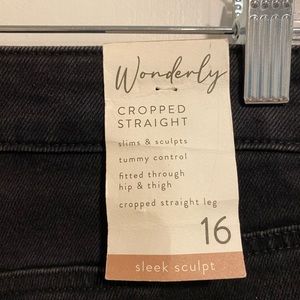 Wonderly
CROPPED
STRAIGHT
slims & sculpts
tummy control
fitted through
hip & thigh
cropped straight leg
16
sleek sculpt